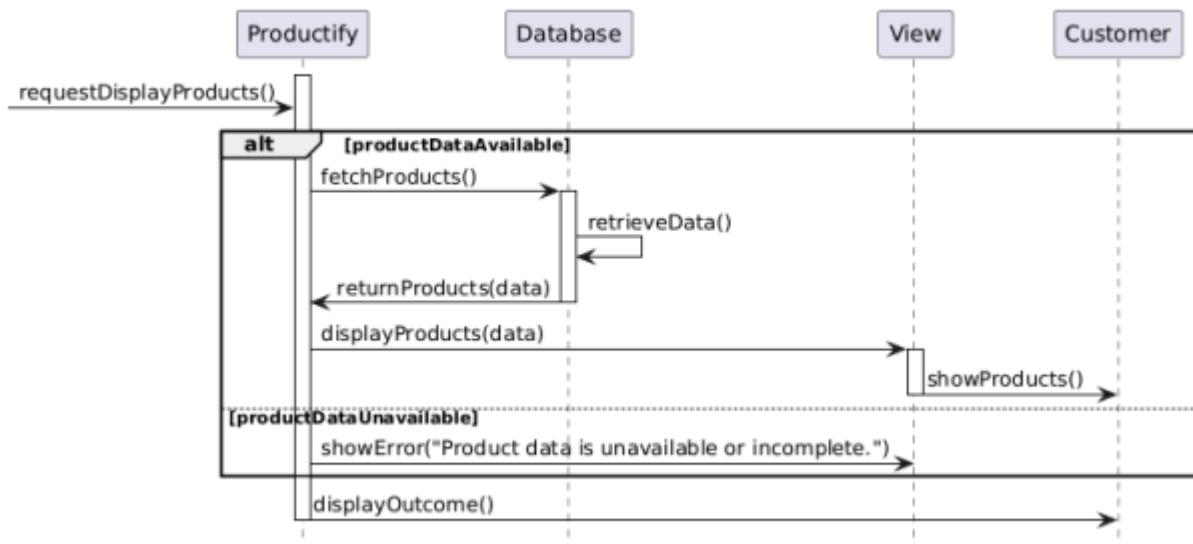 Productify Database View Customer
requestDisplayProducts()
alt [productDataAvailable]
fetchProducts()
retrieveData()
returnProducts(data)
displayProducts(data)
showProducts()
[productDataUnavailable]
showError("Product data is unavailable or incomplete.")
displayOutcome()